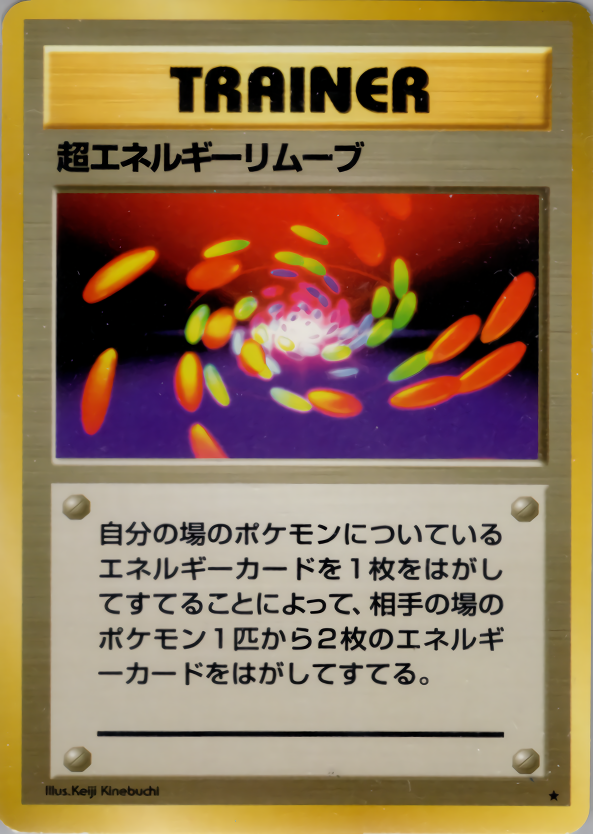 TRAINER
超エネルギーリムーブ
自分の場のポケモンについている
エネルギーカードを1枚をはがし
てすてることによって、相手の場の
ポケモン1匹から2枚のエネルギ
ーカードをはがしてすてる。
Illus.Keiji Kinebuchi
★